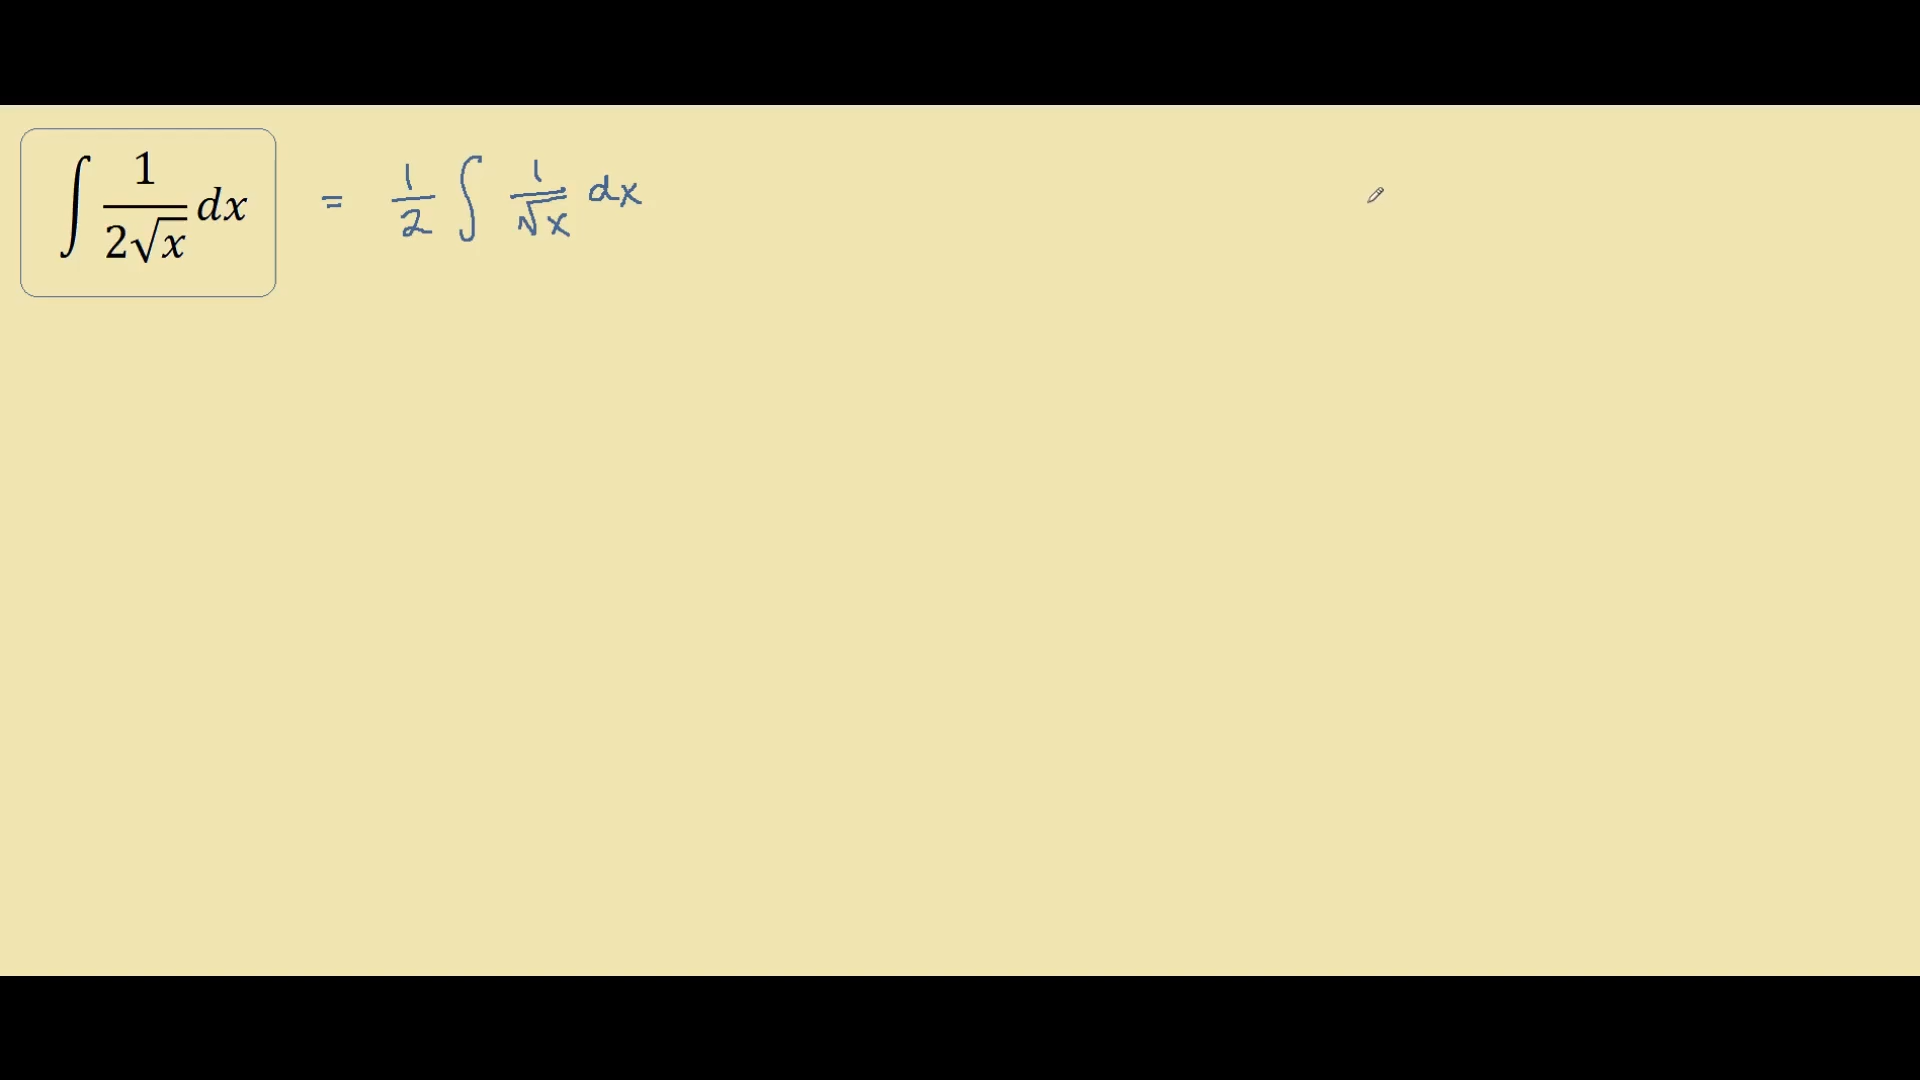 ∫ 1/(2√x) dx = 1/2 ∫ 1/√x dx